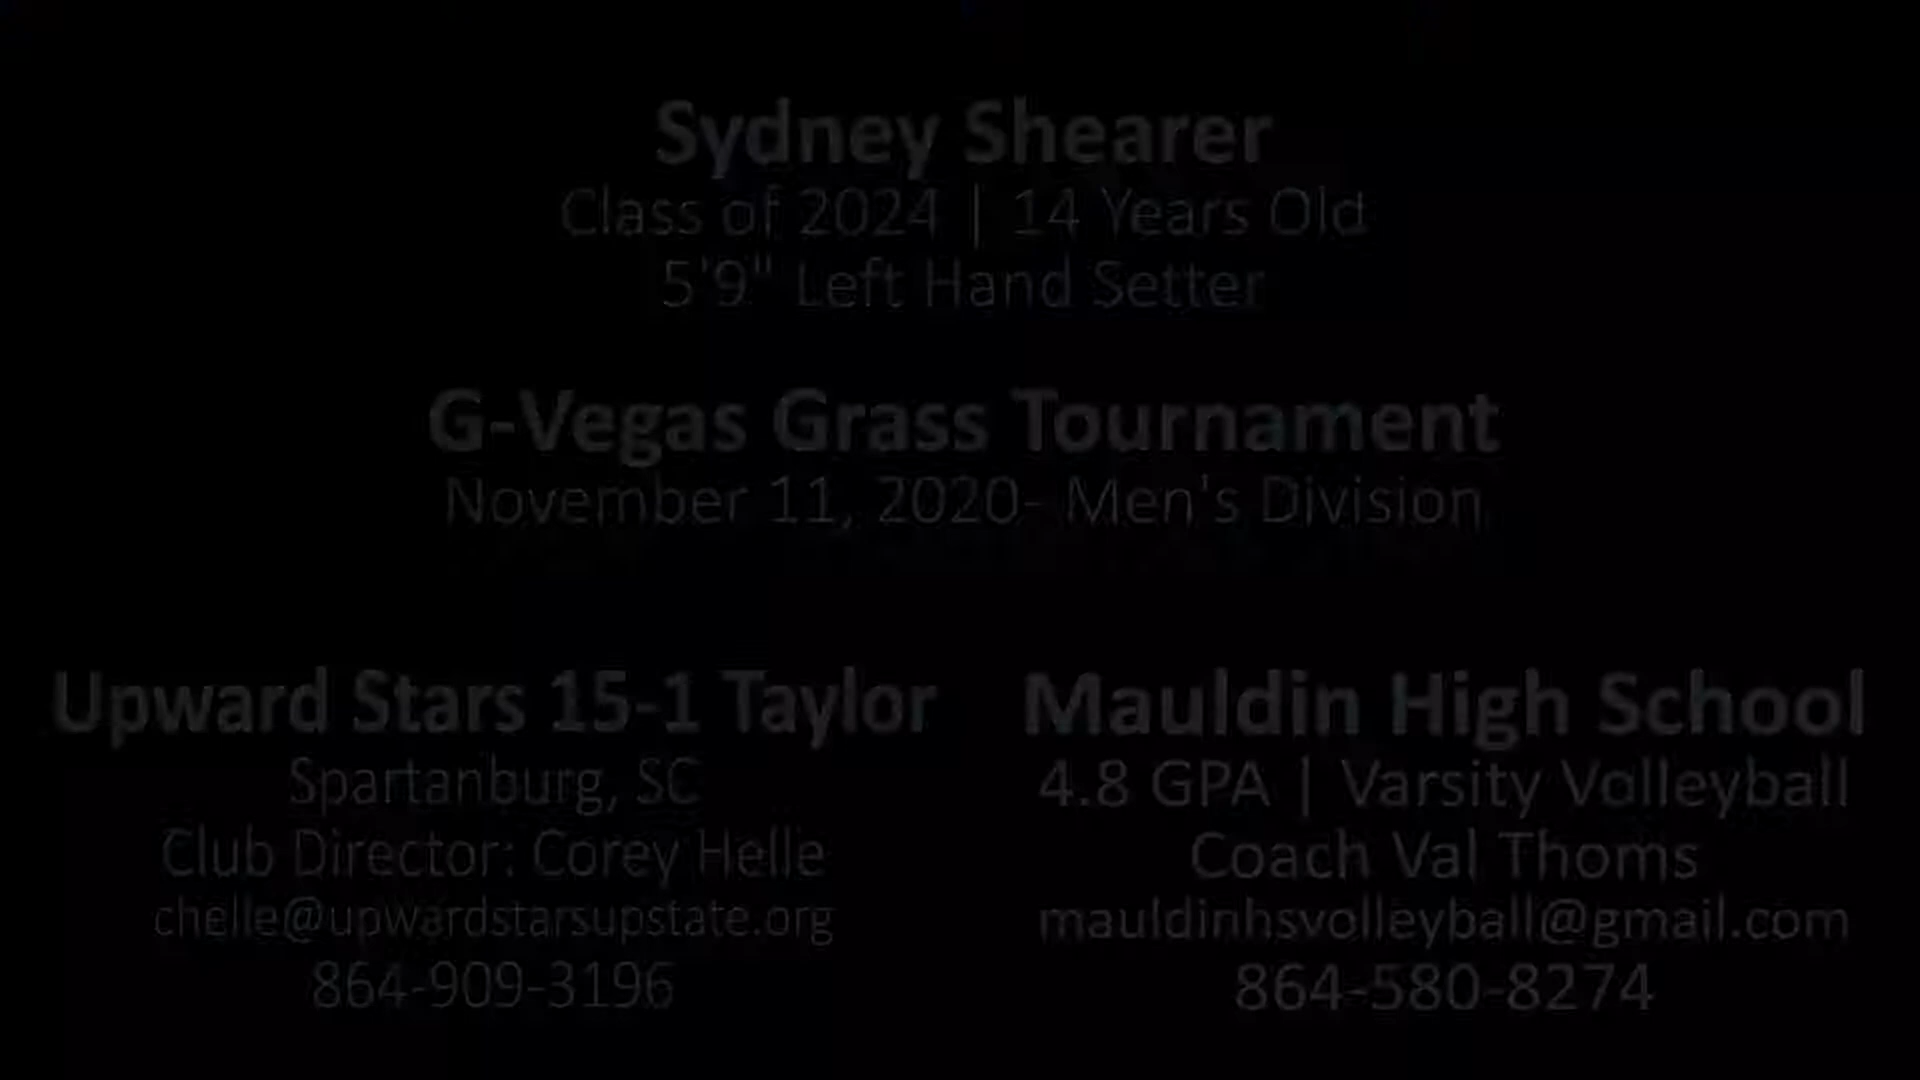 Sydney Shearer
Class of 2024 | 14 Years Old
5'9" Left Hand Setter
G-Vegas Grass Tournament
November 11, 2020- Men's Division
Upward Stars 15-1 Taylor
Spartanburg, SC
Club Director: Corey Helle
chelle@upwardstarsupstate.org
864-909-3196
Mauldin High School
4.8 GPA | Varsity Volleyball
Coach Val Thoms
mauldinhsvolleyball@gmail.com
864-580-8274